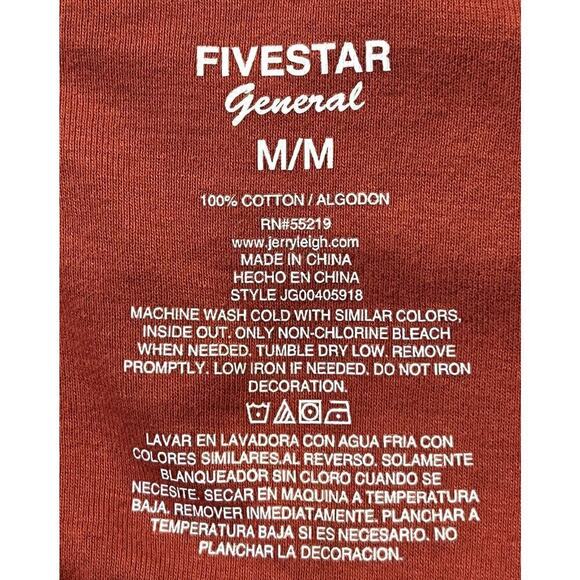 FIVESTAR
General
M/M
100% COTTON / ALGODON
RN#55219
www.jerryleigh.com
MADE IN CHINA
HECHO EN CHINA
STYLE JG00405918
MACHINE WASH COLD WITH SIMILAR COLORS,
INSIDE OUT. ONLY NON-CHLORINE BLEACH
WHEN NEEDED. TUMBLE DRY LOW. REMOVE
PROMPTLY. LOW IRON IF NEEDED. DO NOT IRON
DECORATION.
LAVAR EN LAVADORA CON AGUA FRIA CON
COLORES SIMILARES.AL REVERSO. SOLAMENTE
BLANQUEADOR SIN CLORO CUANDO SE
NECESITE. SECAR EN MAQUINA A TEMPERATURA
BAJA. REMOVER INMEDIATAMENTE. PLANCHAR A
TEMPERATURA BAJA SI ES NECESARIO. NO
PLANCHAR LA DECORACION.